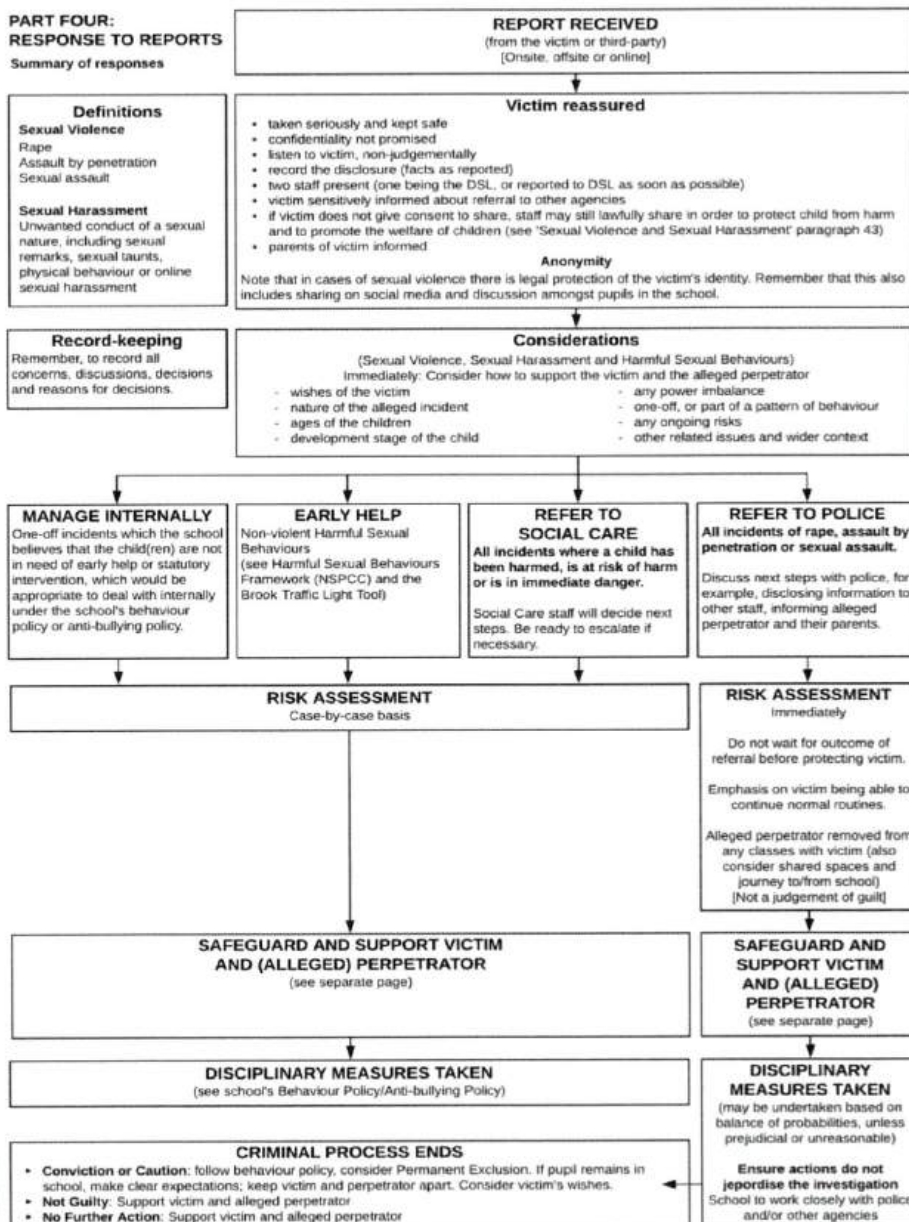 PART FOUR:
RESPONSE TO REPORTS
Summary of responses
REPORT RECEIVED
(from the victim or third-party)
[Onsite, offsite or online]
Definitions
Sexual Violence
Rape
Assault by penetration
Sexual assault
Sexual Harassment
Unwanted conduct of a sexual
nature, including sexual
remarks, sexual taunts,
physical behaviour or online
sexual harassment
Victim reassured
• taken seriously and kept safe
• confidentiality not promised
• listen to victim, non-judgementally
• record the disclosure (facts as reported)
• two staff present (one being the DSL, or reported to DSL as soon as possible)
• victim sensitively informed about referral to other agencies
• if victim does not give consent to share, staff may still lawfully share in order to protect child from harm
and to promote the welfare of children (see 'Sexual Violence and Sexual Harassment' paragraph 43)
• parents of victim informed
Anonymity
Note that in cases of sexual violence there is legal protection of the victim's identity. Remember that this also
includes sharing on social media and discussion amongst pupils in the school.
Record-keeping
Remember, to record all
concerns, discussions, decisions
and reasons for decisions.
Considerations
(Sexual Violence, Sexual Harassment and Harmful Sexual Behaviours)
Immediately: Consider how to support the victim and the alleged perpetrator
- wishes of the victim
- nature of the alleged incident
- ages of the children
- development stage of the child
- any power imbalance
- one-off, or part of a pattern of behaviour
- any ongoing risks
- other related issues and wider context
MANAGE INTERNALLY
One-off incidents which the school
believes that the child(ren) are not
in need of early help or statutory
intervention, which would be
appropriate to deal with internally
under the school's behaviour
policy or anti-bullying policy.
EARLY HELP
Non-violent Harmful Sexual
Behaviours
(see Harmful Sexual Behaviours
Framework (NSPCC) and the
Brook Traffic Light Tool)
REFER TO
SOCIAL CARE
All incidents where a child has
been harmed, is at risk of harm
or is in immediate danger.
Social Care staff will decide next
steps. Be ready to escalate if
necessary.
REFER TO POLICE
All incidents of rape, assault by
penetration or sexual assault.
Discuss next steps with police, for
example, disclosing information to
other staff, informing alleged
perpetrator and their parents.
RISK ASSESSMENT
Case-by-case basis
RISK ASSESSMENT
Immediately
Do not wait for outcome of
referral before protecting victim.
Emphasis on victim being able to
continue normal routines.
Alleged perpetrator removed from
any classes with victim (also
consider shared spaces and
journey to/from school)
[Not a judgement of guilt]
SAFEGUARD AND SUPPORT VICTIM
AND (ALLEGED) PERPETRATOR
(see separate page)
SAFEGUARD AND
SUPPORT VICTIM
AND (ALLEGED)
PERPETRATOR
(see separate page)
DISCIPLINARY MEASURES TAKEN
(see school's Behaviour Policy/Anti-bullying Policy)
DISCIPLINARY
MEASURES TAKEN
(may be undertaken based on
balance of probabilities, unless
prejudicial or unreasonable)
Ensure actions do not
jepordise the investigation
School to work closely with police
and/or other agencies
CRIMINAL PROCESS ENDS
▸ Conviction or Caution: follow behaviour policy, consider Permanent Exclusion. If pupil remains in
school, make clear expectations; keep victim and perpetrator apart. Consider victim's wishes.
▸ Not Guilty: Support victim and alleged perpetrator
▸ No Further Action: Support victim and alleged perpetrator